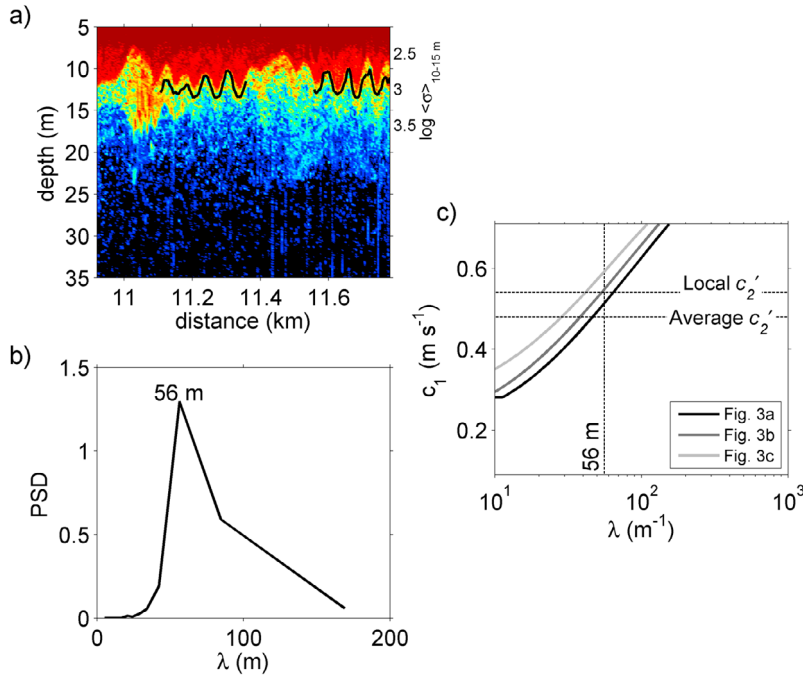 a)
5
10
15
20
25
30
35
depth (m)
11
11.2
11.4
11.6
distance (km)
2.5
3
3.5
log <σ>10-15 m
b)
1.5
1
0.5
0
PSD
56 m
0
100
200
λ (m)
c)
0.6
0.4
0.2
c1 (m s-1)
Local c2′
Average c2′
56 m
Fig. 3a
Fig. 3b
Fig. 3c
10^1
10^2
10^3
λ (m-1)